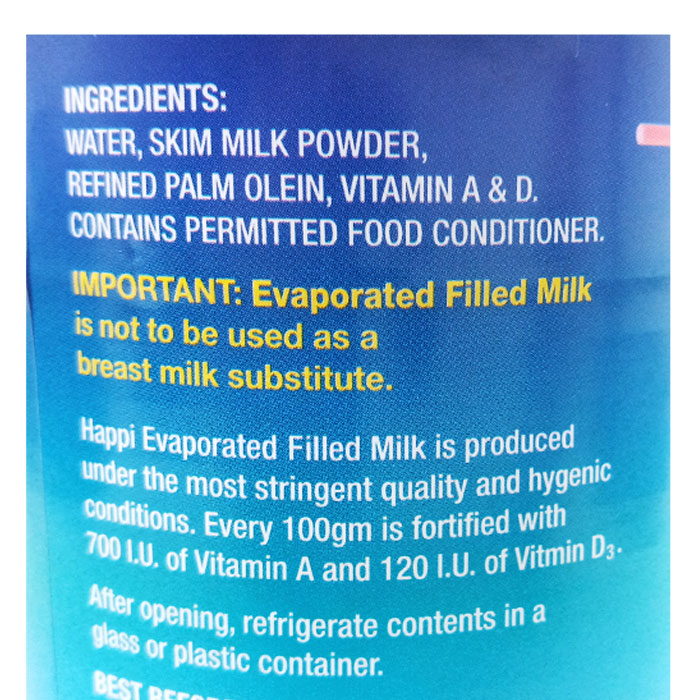 INGREDIENTS:
WATER, SKIM MILK POWDER,
REFINED PALM OLEIN, VITAMIN A & D.
CONTAINS PERMITTED FOOD CONDITIONER.
IMPORTANT: Evaporated Filled Milk
is not to be used as a
breast milk substitute.
Happi Evaporated Filled Milk is produced
under the most stringent quality and hygenic
conditions. Every 100gm is fortified with
700 I.U. of Vitamin A and 120 I.U. of Vitmin D₃.
After opening, refrigerate contents in a
glass or plastic container.
BEST